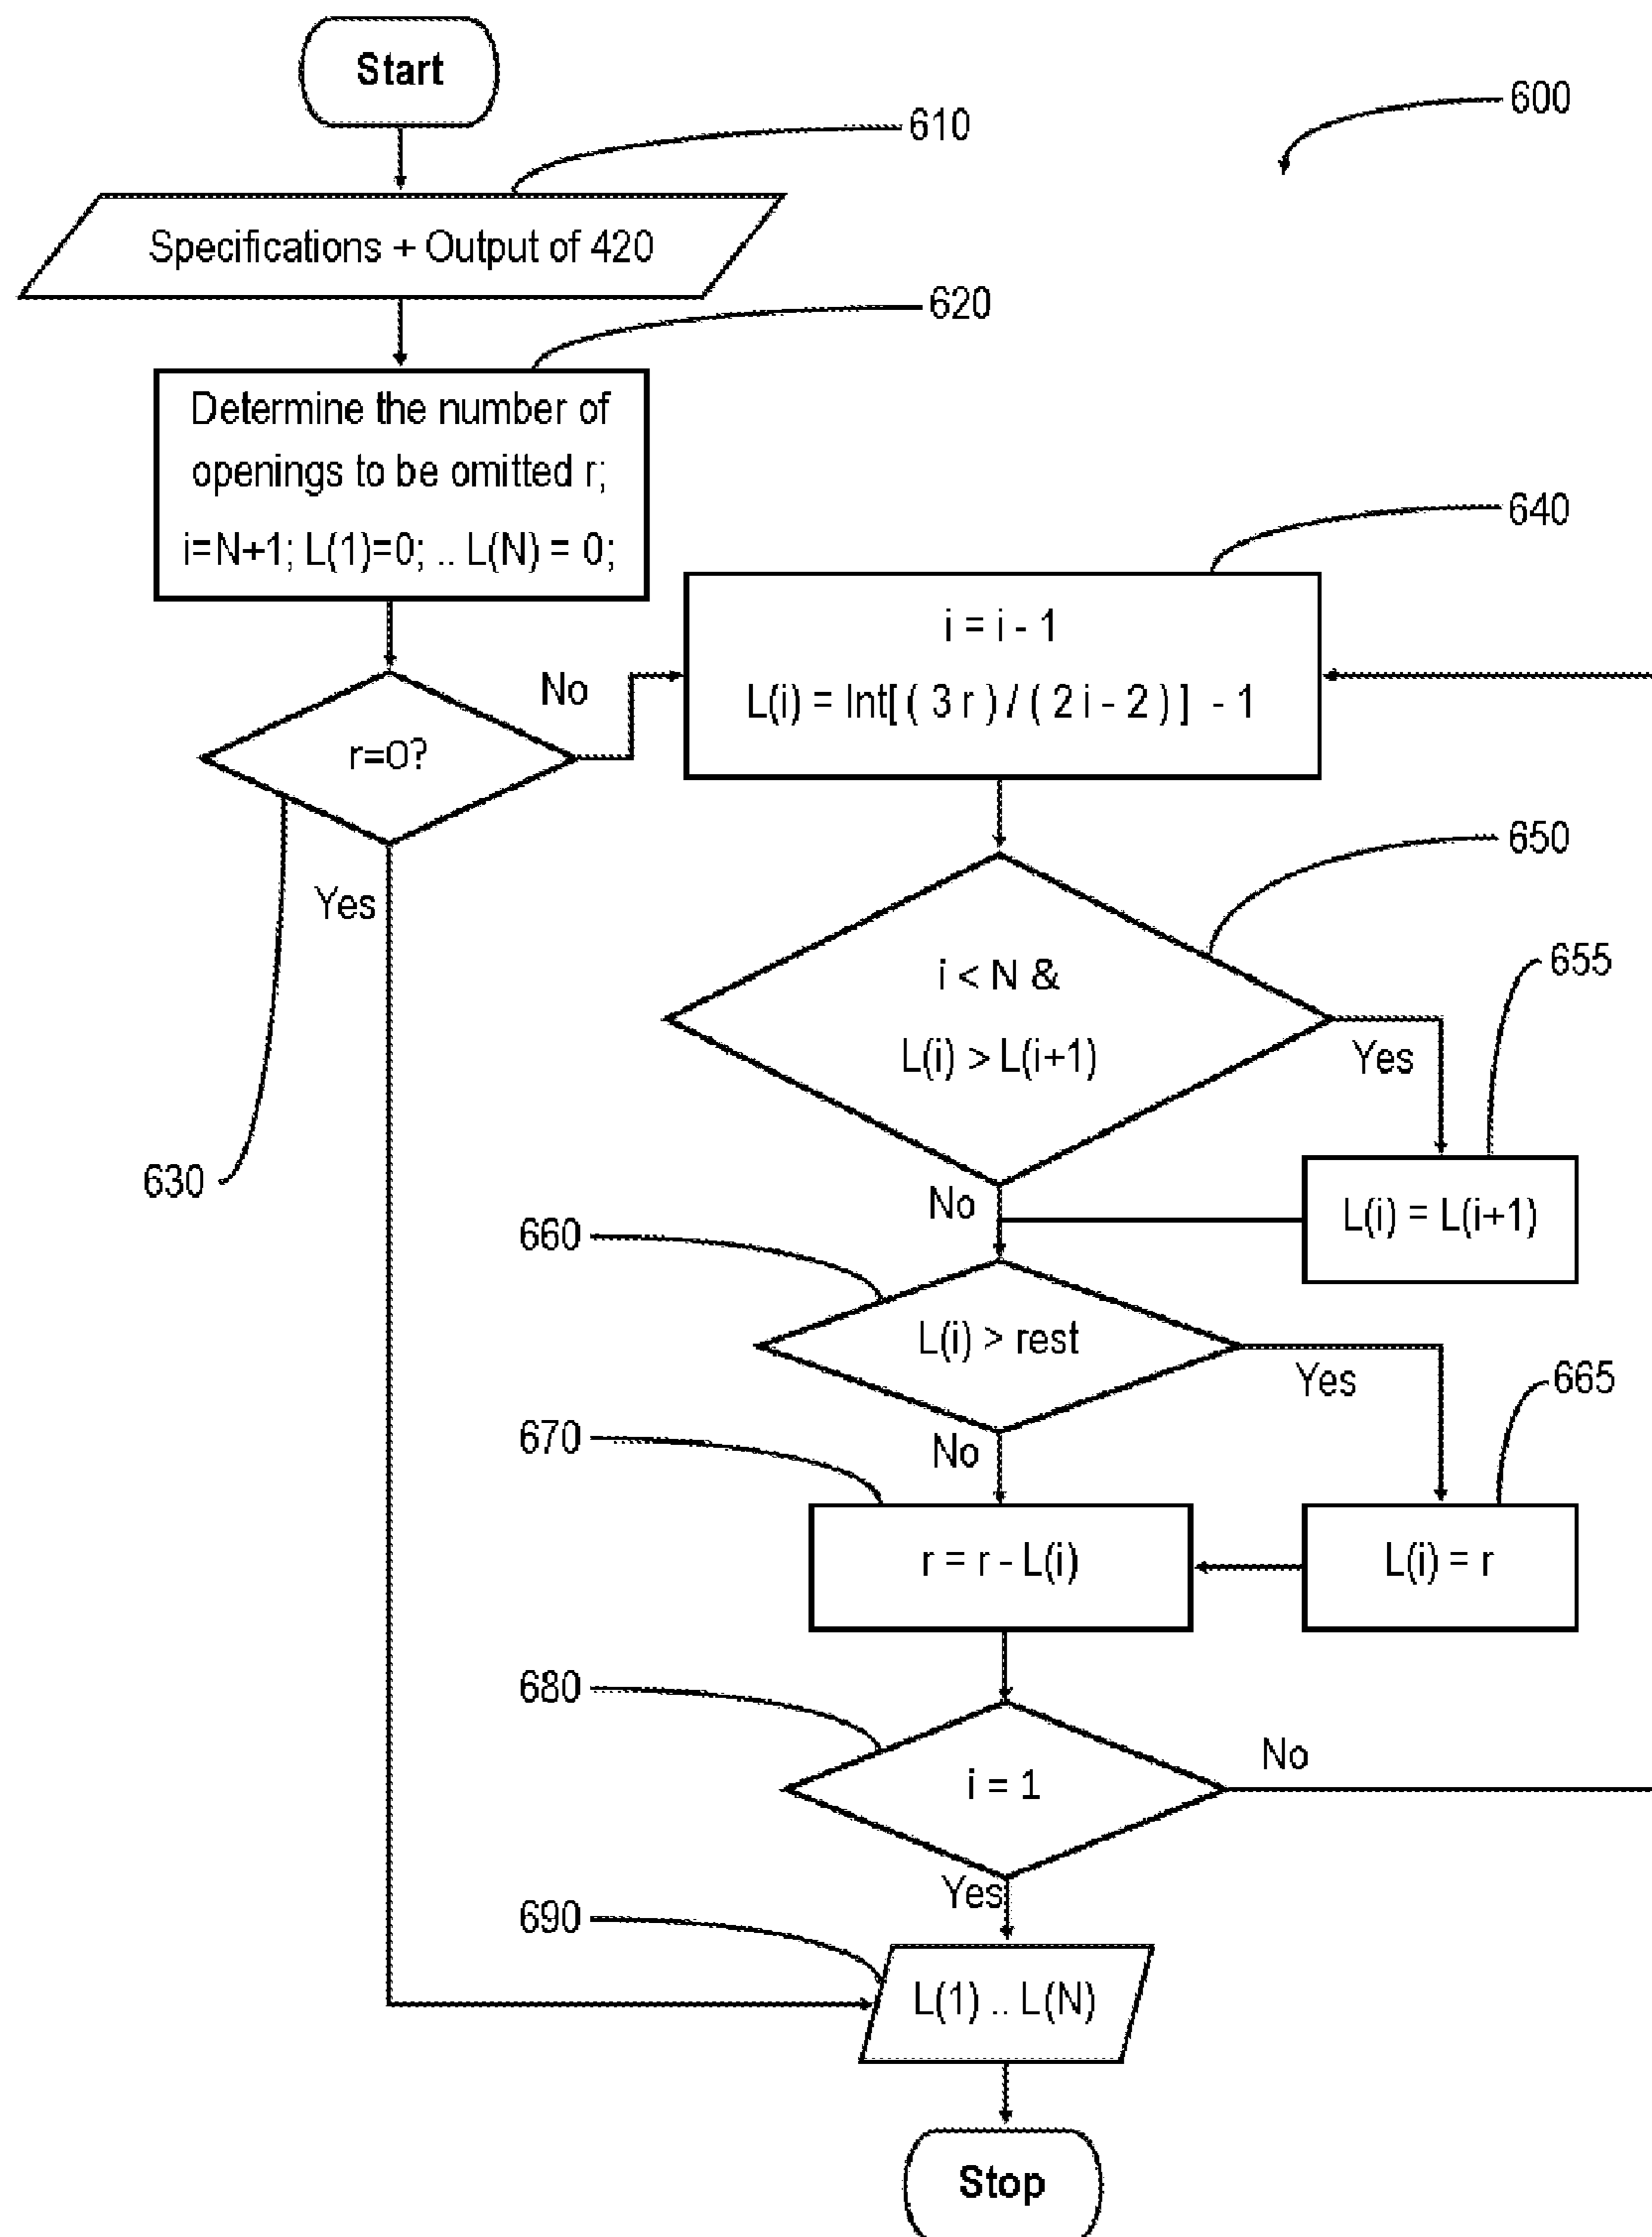 Start
600
610
Specifications + Output of 420
620
Determine the number of
openings to be omitted r;
i=N+1; L(1)=0; .. L(N) = 0;
640
i = i - 1
L(i) = Int[ ( 3 r ) / ( 2 i - 2 ) ] - 1
No
r=0?
Yes
630
650
i < N &
L(i) > L(i+1)
Yes
655
No
L(i) = L(i+1)
660
L(i) > rest
Yes
665
670
No
r = r - L(i)
L(i) = r
680
i = 1
No
Yes
690
L(1) .. L(N)
Stop